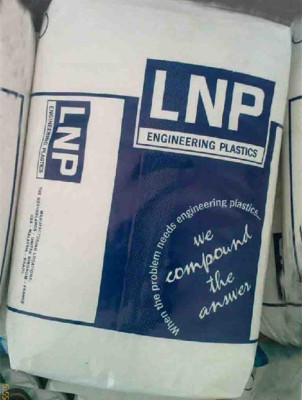 LNP
ENGINEERING PLASTICS
LNP
ENGINEERING PLASTICS
When the problem needs engineering plastics...
we
compound
the
answer